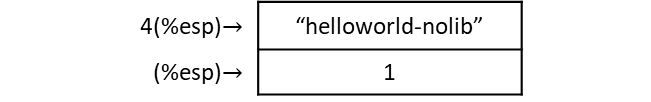 4(%esp)→ “helloworld-nolib”
(%esp)→ 1